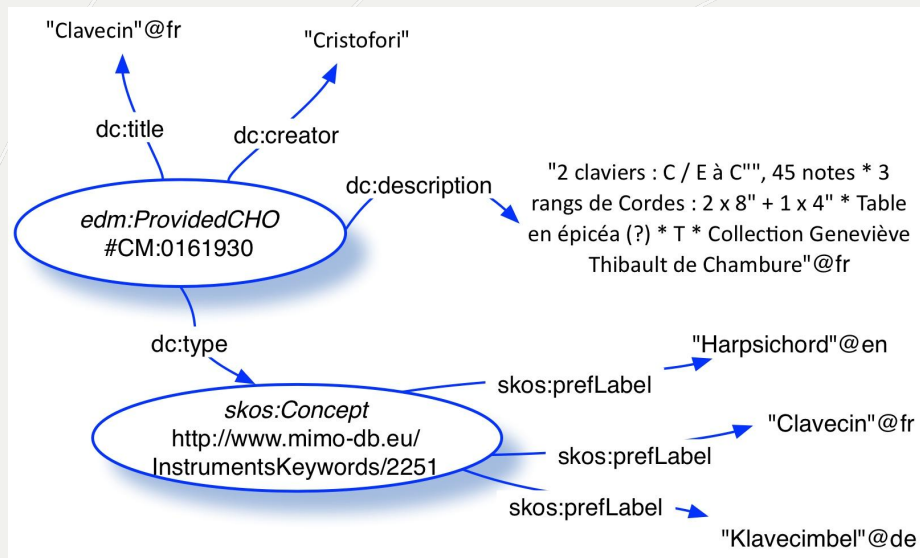 "Clavecin"@fr
"Cristofori"
dc:title
dc:creator
dc:description
"2 claviers : C / E à C"", 45 notes * 3
rangs de Cordes : 2 x 8" + 1 x 4" * Table
en épicéa (?) * T * Collection Geneviève
Thibault de Chambure"@fr
edm:ProvidedCHO
#CM:0161930
dc:type
"Harpsichord"@en
skos:prefLabel
skos:Concept
http://www.mimo-db.eu/
InstrumentsKeywords/2251
"Clavecin"@fr
skos:prefLabel
skos:prefLabel
"Klavecimbel"@de